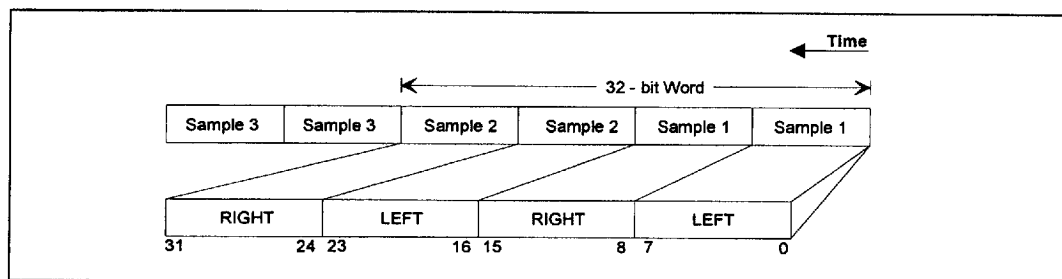 Time
32 - bit Word
Sample 3 Sample 3 Sample 2 Sample 2 Sample 1 Sample 1
RIGHT LEFT RIGHT LEFT
31 24 23 16 15 8 7 0